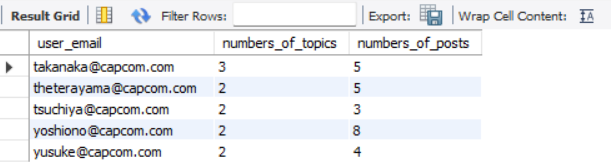 Result Grid Filter Rows: Export: Wrap Cell Content: IA
user_email numbers_of_topics numbers_of_posts
takanaka@capcom.com 3 5
theterayama@capcom.com 2 5
tsuchiya@capcom.com 2 3
yoshiono@capcom.com 2 8
yusuke@capcom.com 2 4